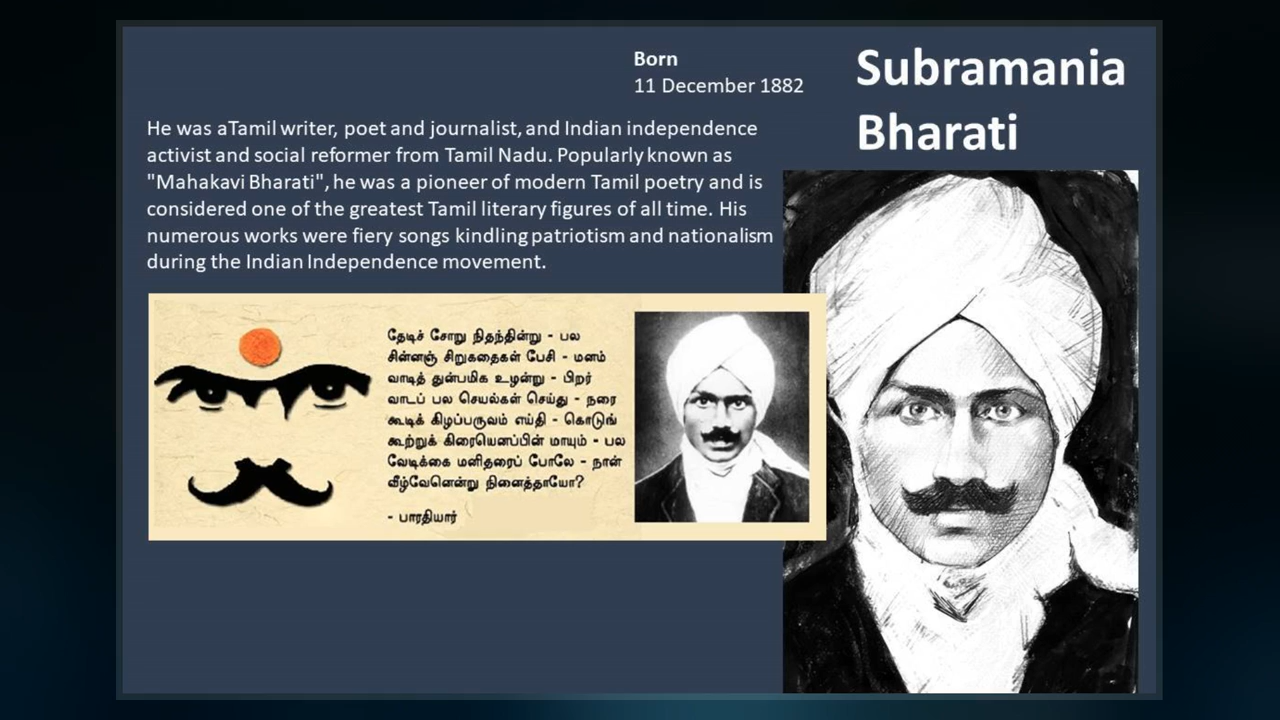 Subramania
Bharati
Born
11 December 1882
He was aTamil writer, poet and journalist, and Indian independence
activist and social reformer from Tamil Nadu. Popularly known as
"Mahakavi Bharati", he was a pioneer of modern Tamil poetry and is
considered one of the greatest Tamil literary figures of all time. His
numerous works were fiery songs kindling patriotism and nationalism
during the Indian Independence movement.
தேடிச் சோறு நிதந்தின்று - பல
சின்னஞ் சிறுகதைகள் பேசி - மனம்
வாடித் துன்பமிக உழன்று - பிறர்
வாடப் பல செயல்கள் செய்து - நரை
கூடிக் கிழப்பருவம் எய்தி - கொடுங்
கூற்றுக் கிரையெனப்பின் மாயும் - பல
வேடிக்கை மனிதரைப் போலே - நான்
வீழ்வேனென்று நினைத்தாயோ?
- பாரதியார்